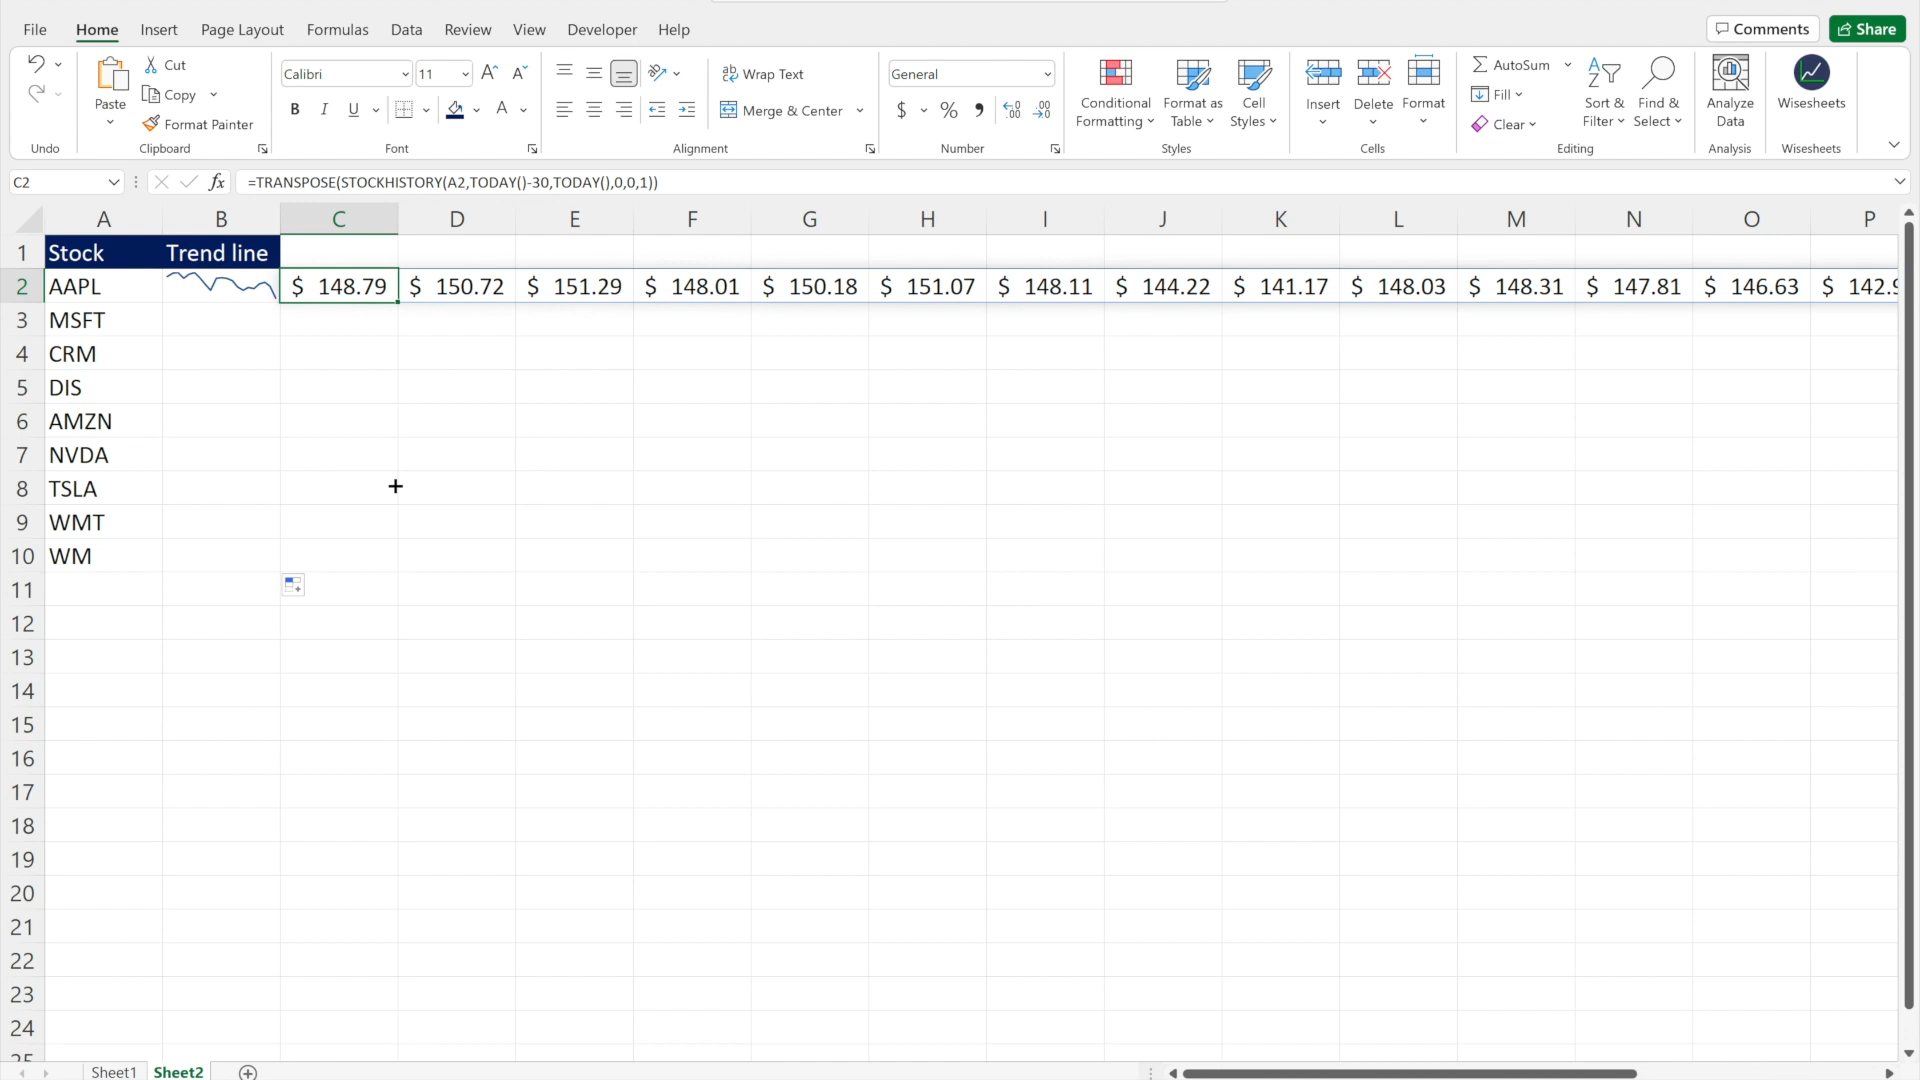 File Home Insert Page Layout Formulas Data Review View Developer Help Comments Share
Cut
Copy
Format Painter
Paste
Calibri 11
B I U A
Wrap Text
Merge & Center
General
$ % 9
Conditional Formatting
Format as Table
Cell Styles
Insert
Delete
Format
AutoSum
Fill
Clear
Sort & Filter
Find & Select
Analyze Data
Wisesheets
Undo Clipboard Font Alignment Number Styles Cells Editing Analysis Wisesheets
C2 fx =TRANSPOSE(STOCKHISTORY(A2,TODAY()-30,TODAY(),0,0,1))
A B C D E F G H I J K L M N O P
1 Stock Trend line
2 AAPL $ 148.79 $ 150.72 $ 151.29 $ 148.01 $ 150.18 $ 151.07 $ 148.11 $ 144.22 $ 141.17 $ 148.03 $ 148.31 $ 147.81 $ 146.63 $ 142.9
3 MSFT
4 CRM
5 DIS
6 AMZN
7 NVDA
8 TSLA
9 WMT
10 WM
11
12
13
14
15
16
17
18
19
20
21
22
23
24
25
Sheet1 Sheet2